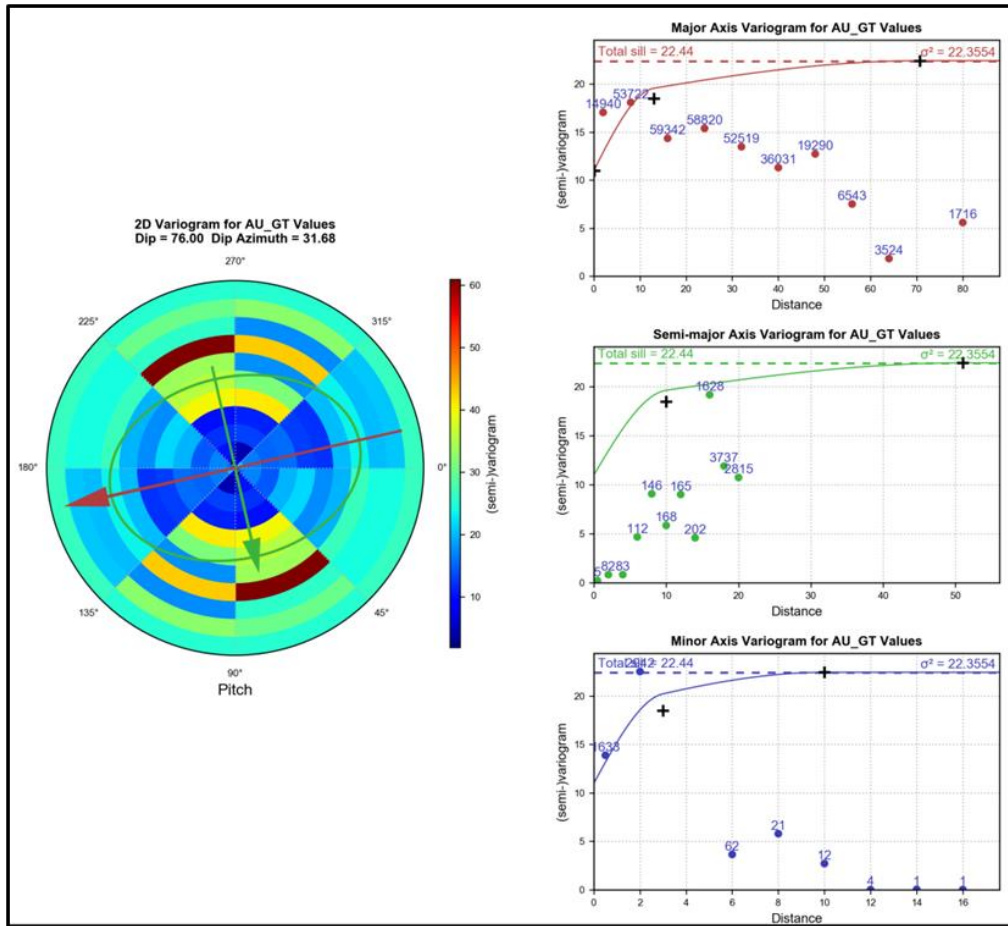 2D Variogram for AU_GT Values
Dip = 76.00 Dip Azimuth = 31.68
270°
225°
315°
180°
0°
135°
45°
90°
Pitch
60
50
40
30
20
10
(semi-)variogram
Major Axis Variogram for AU_GT Values
Total sill = 22.44
σ² = 22.3554
14940
53722
59342
58820
52519
36031
19290
6543
3524
1716
20
15
10
5
0
(semi-)variogram
0 10 20 30 40 50 60 70 80
Distance
Semi-major Axis Variogram for AU_GT Values
Total sill = 22.44
σ² = 22.3554
5
82
83
112
146
168
165
202
1628
3737
2815
20
15
10
5
0
(semi-)variogram
0 10 20 30 40 50
Distance
Minor Axis Variogram for AU_GT Values
Total sill = 22.44
σ² = 22.3554
1633
62
21
12
4
1
1
20
15
10
5
0
(semi-)variogram
0 2 4 6 8 10 12 14 16
Distance